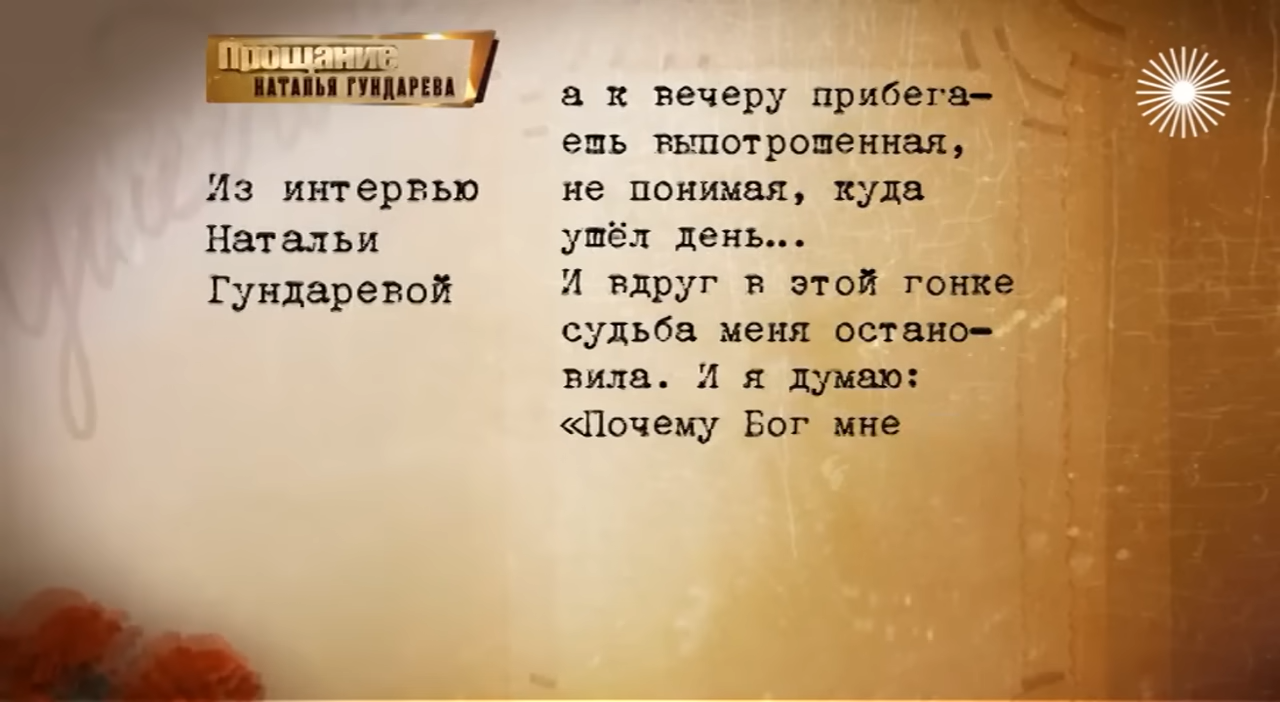 Прощание
НАТАЛЬЯ ГУНДАРЕВА
Из интервью
Натальи
Гундаревой
а к вечеру прибега-
ешь выпотрошенная,
не понимая, куда
ушёл день...
И вдруг в этой гонке
судьба меня остано-
вила. И я думаю:
«Почему Бог мне